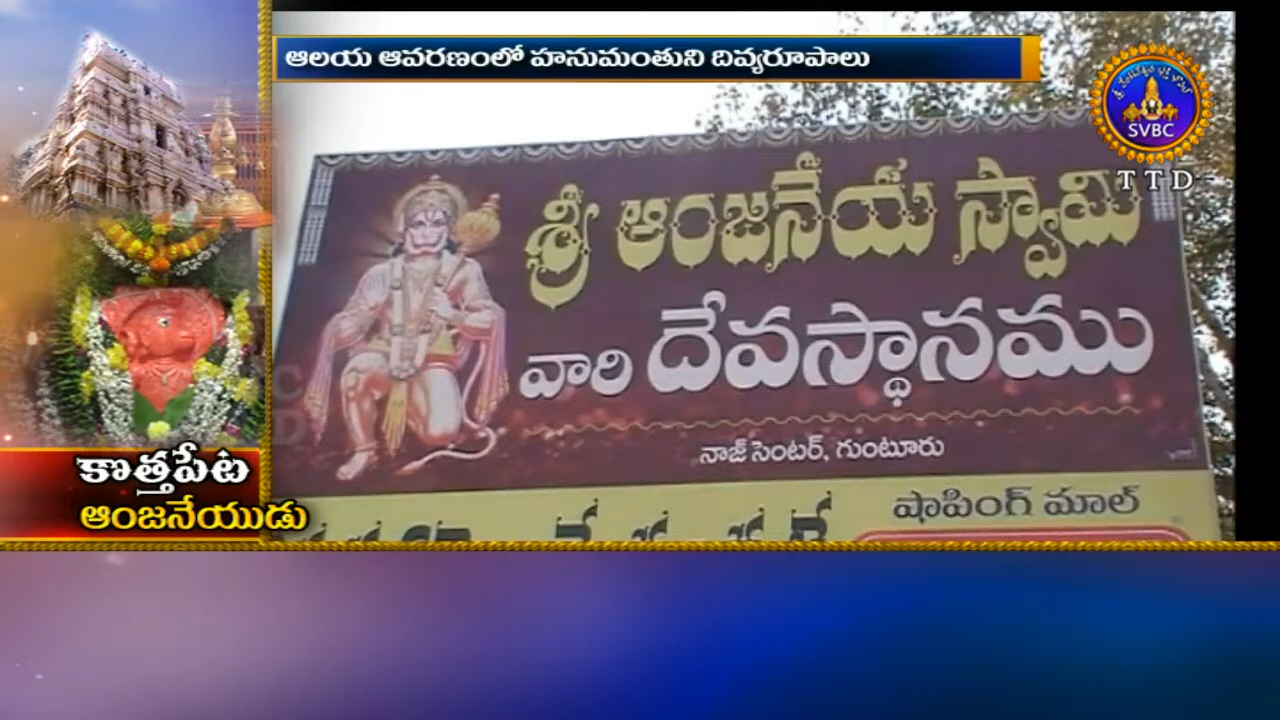 ఆలయ ఆవరణంలో హనుమంతుని దివ్యరూపాలు
SVBC
TTD
శ్రీ ఆంజనేయ స్వామి
వారి దేవస్థానము
నాజ్ సెంటర్, గుంటూరు
షాపింగ్ మాల్
కొత్తపేట
ఆంజనేయుడు